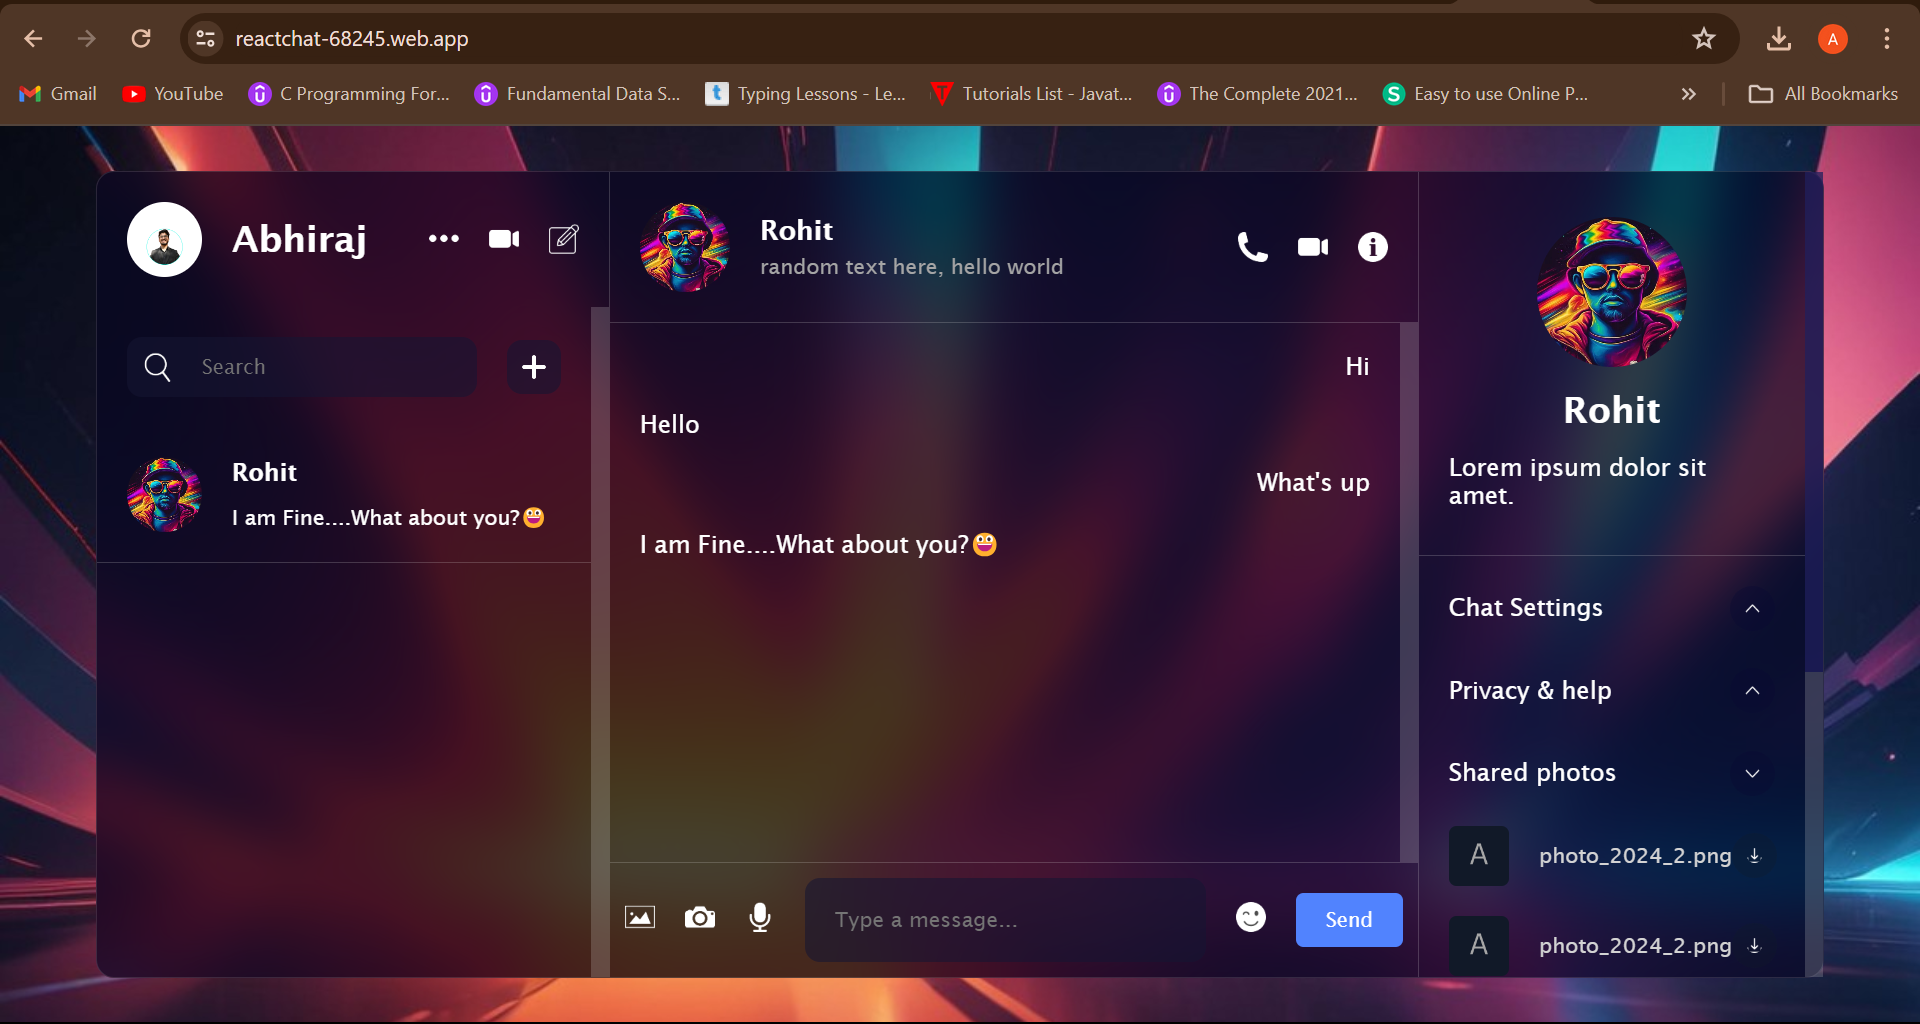 reactchat-68245.web.app
A
Gmail
YouTube
C Programming For...
Fundamental Data S...
t
Typing Lessons - Le...
T
Tutorials List - Javat...
The Complete 2021...
S
Easy to use Online P...
All Bookmarks
Abhiraj
Search
Rohit
I am Fine....What about you?😀
Rohit
random text here, hello world
Hi
Hello
What's up
I am Fine....What about you?😀
Type a message...
Send
Rohit
Lorem ipsum dolor sit
amet.
Chat Settings
Privacy & help
Shared photos
A
photo_2024_2.png
A
photo_2024_2.png